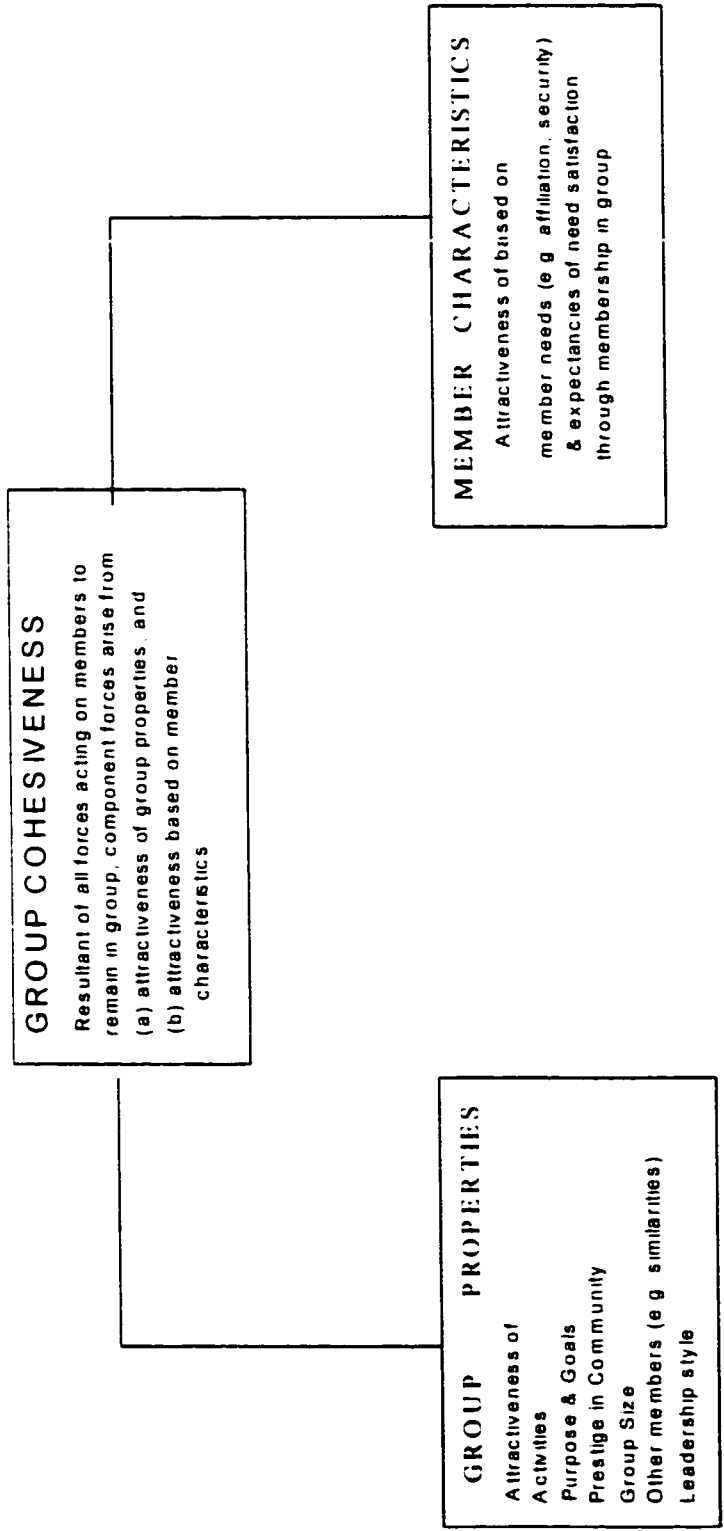 GROUP COHESIVENESS
Resultant of all forces acting on members to
remain in group, component forces arise from
(a) attractiveness of group properties, and
(b) attractiveness based on member
characteristics
GROUP PROPERTIES
Attractiveness of
Activities
Purpose & Goals
Prestige in Community
Group Size
Other members (e g similarities)
Leadership style
MEMBER CHARACTERISTICS
Attractiveness of based on
member needs (e g affiliation, security)
& expectancies of need satisfaction
through membership in group